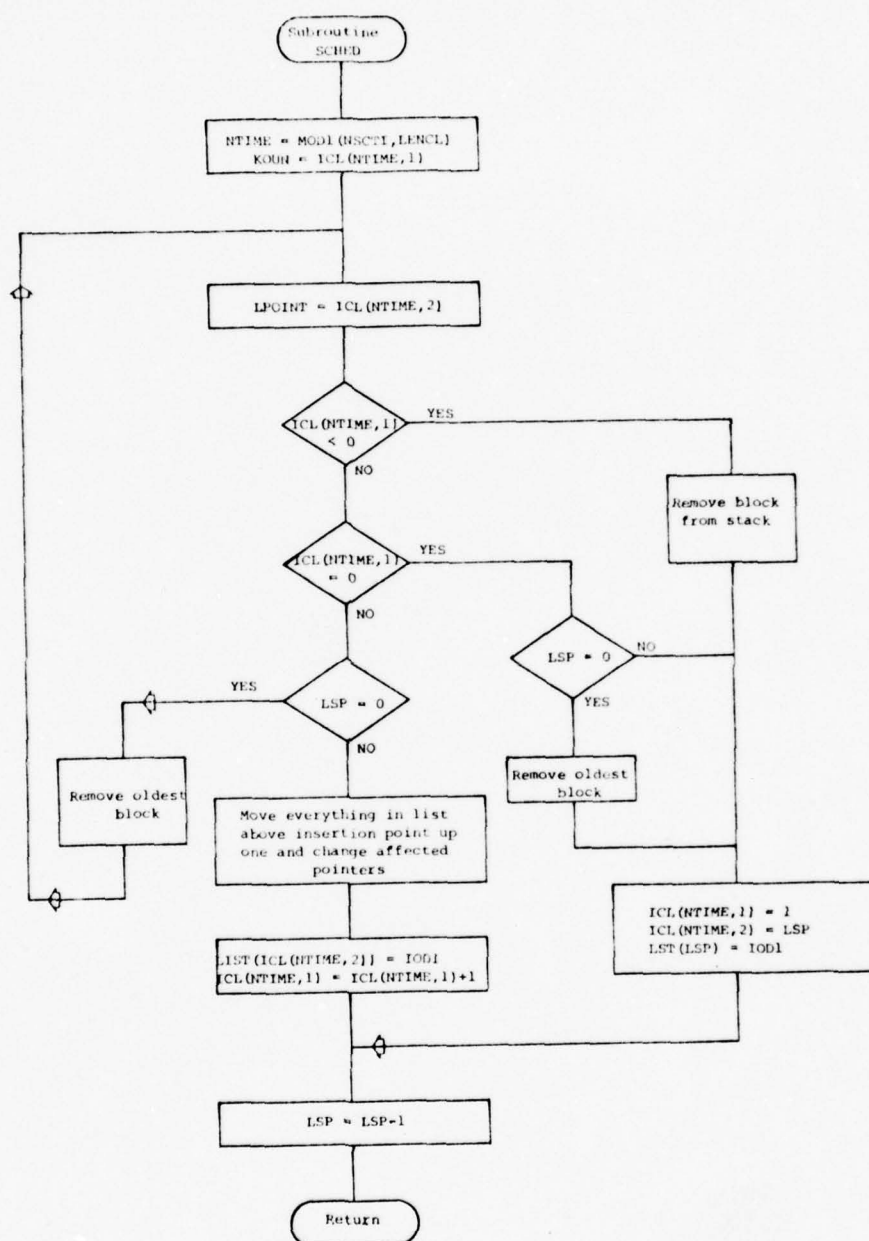 Subroutine
SCHED
NTIME = MOD1(NSCTI,LENCL)
KOUN = ICL(NTIME,1)
LPOINT = ICL(NTIME,2)
ICL(NTIME,1)
< 0
YES
NO
Remove block
from stack
ICL(NTIME,1)
= 0
YES
NO
LSP = 0
NO
YES
LSP = 0
YES
NO
Remove oldest
block
Remove oldest
block
Move everything in list
above insertion point up
one and change affected
pointers
ICL(NTIME,1) = 1
ICL(NTIME,2) = LSP
LST(LSP) = IOD1
LIST(ICL(NTIME,2)) = IOD1
ICL(NTIME,1) = ICL(NTIME,1)+1
LSP = LSP-1
Return